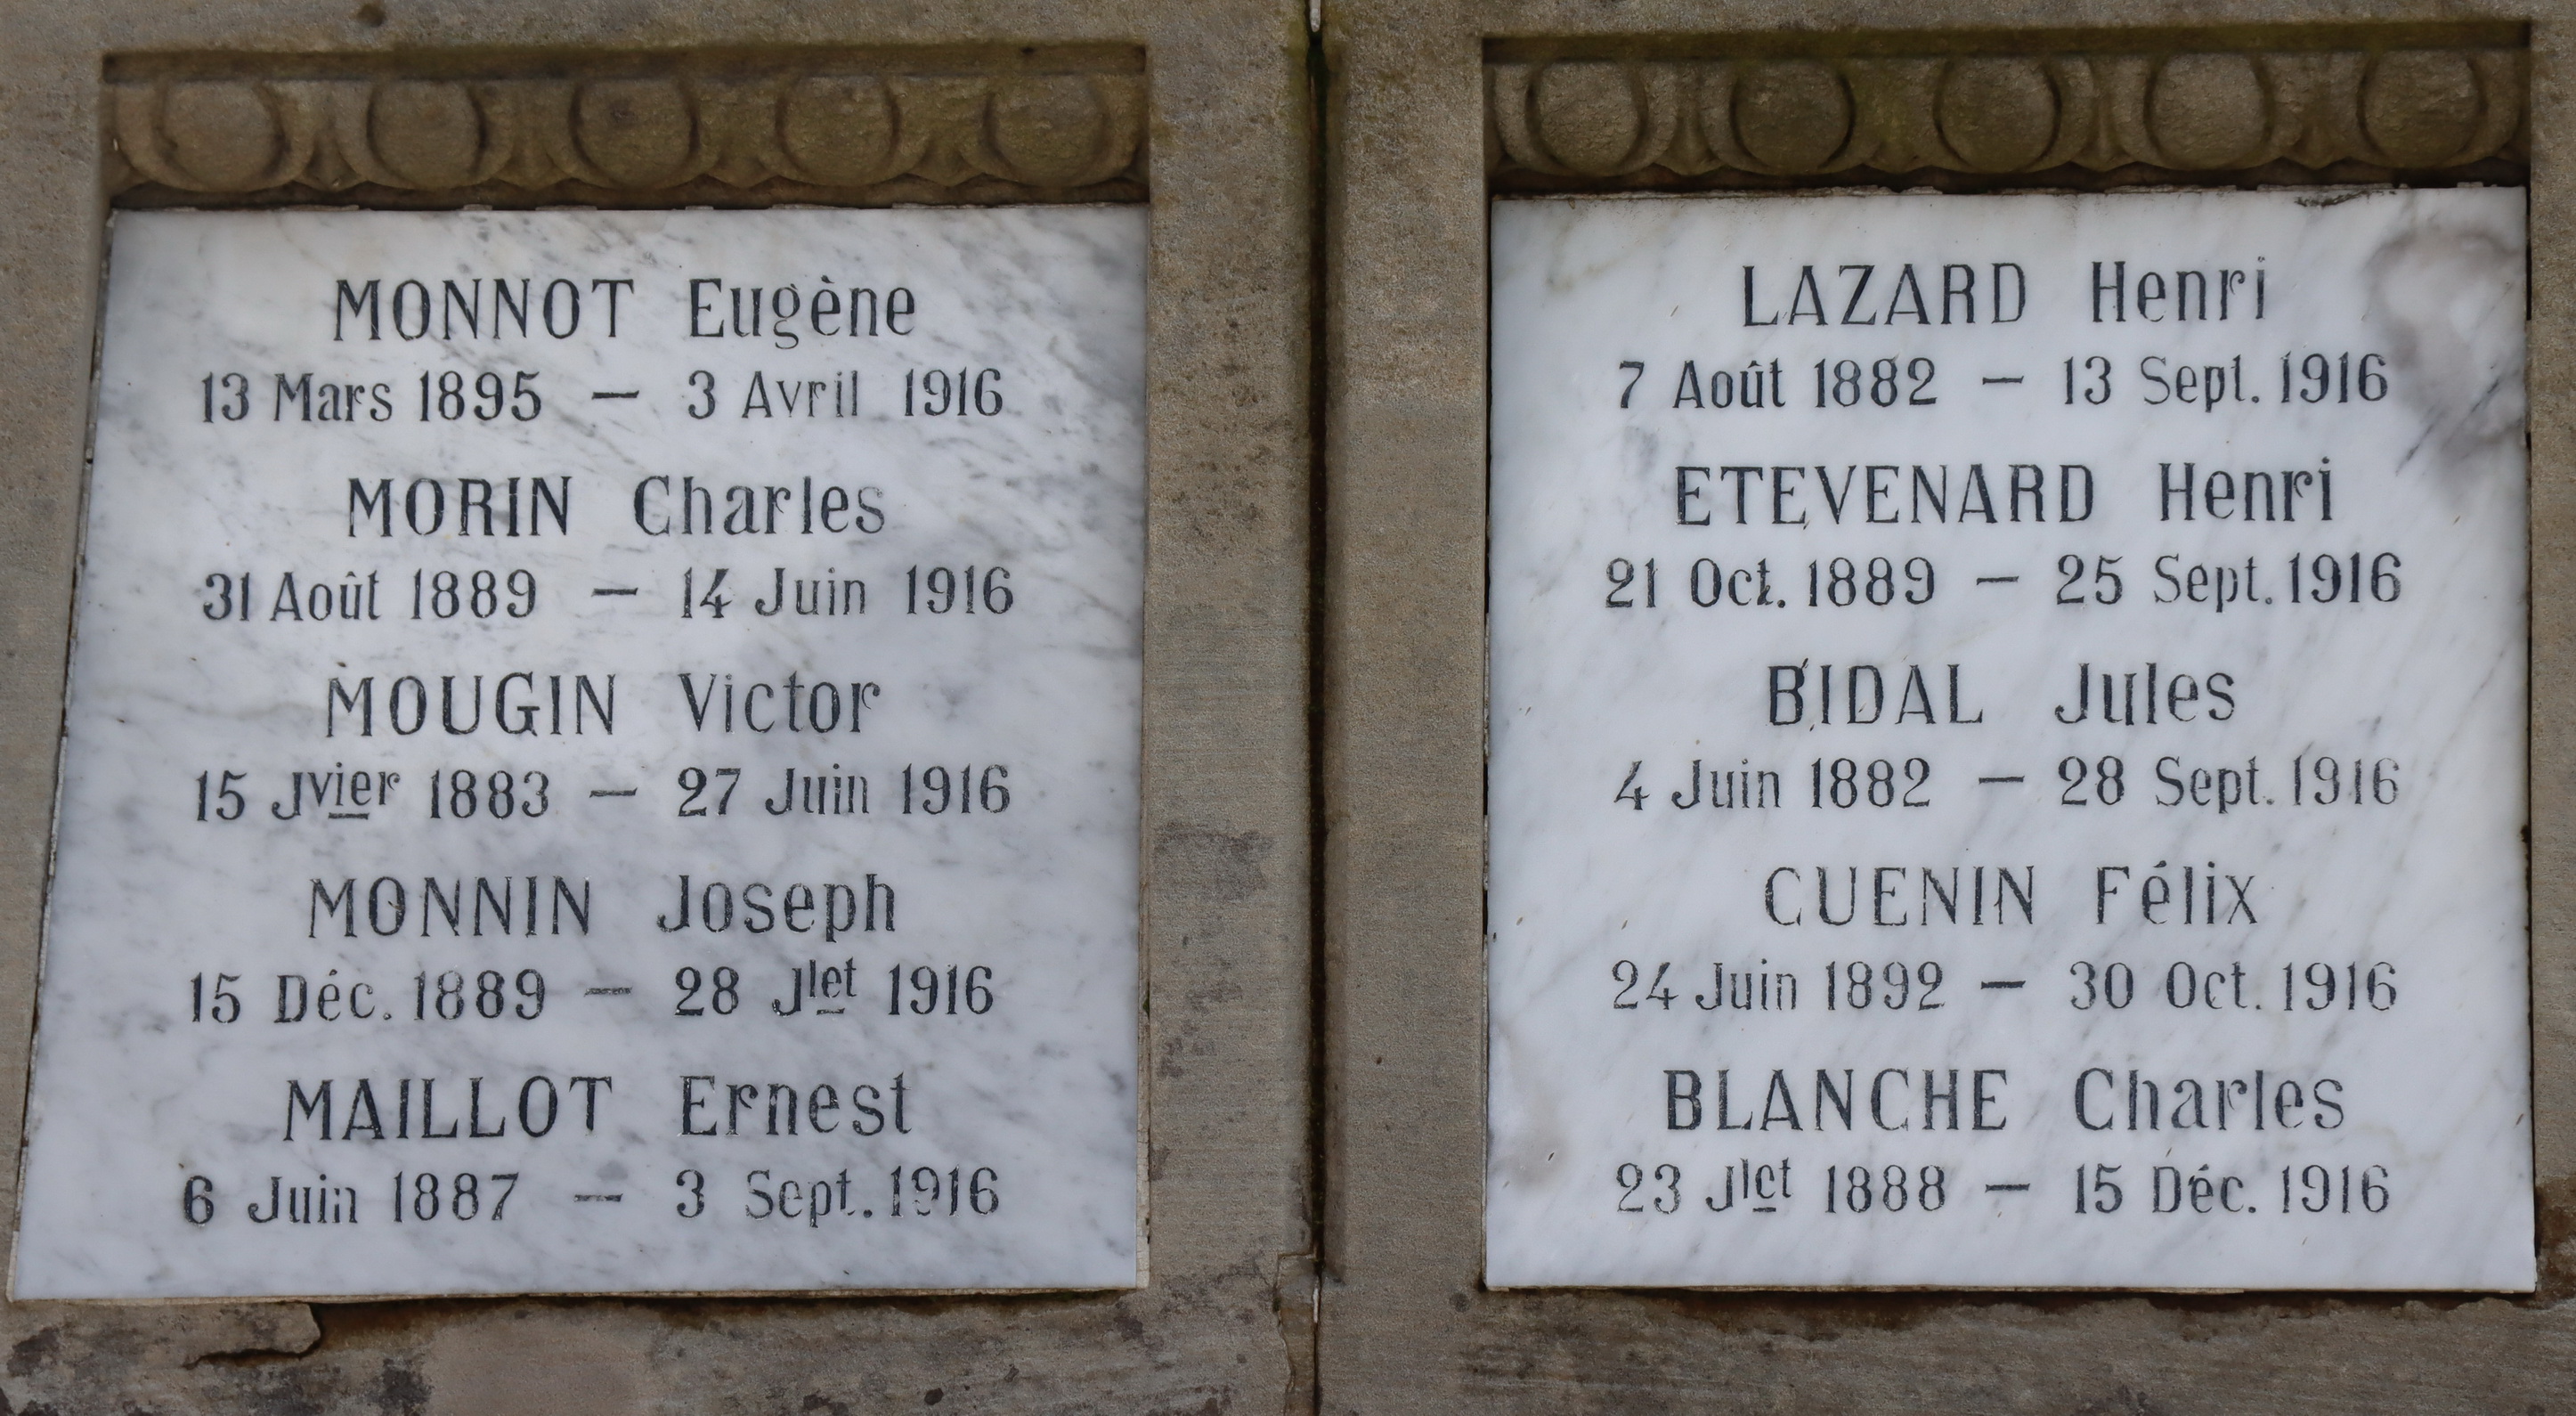 MONNOT Eugène
13 Mars 1895 — 3 Avril 1916
MORIN Charles
31 Août 1889 — 14 Juin 1916
MOUGIN Victor
15 Jvier 1883 — 27 Juin 1916
MONNIN Joseph
15 Déc. 1889 — 28 Jlet 1916
MAILLOT Ernest
6 Juin 1887 — 3 Sept. 1916
LAZARD Henri
7 Août 1882 — 13 Sept. 1916
ETEVENARD Henri
21 Oct. 1889 — 25 Sept. 1916
BIDAL Jules
4 Juin 1882 — 28 Sept. 1916
CUENIN Félix
24 Juin 1892 — 30 Oct. 1916
BLANCHE Charles
23 Jlet 1888 — 15 Déc. 1916